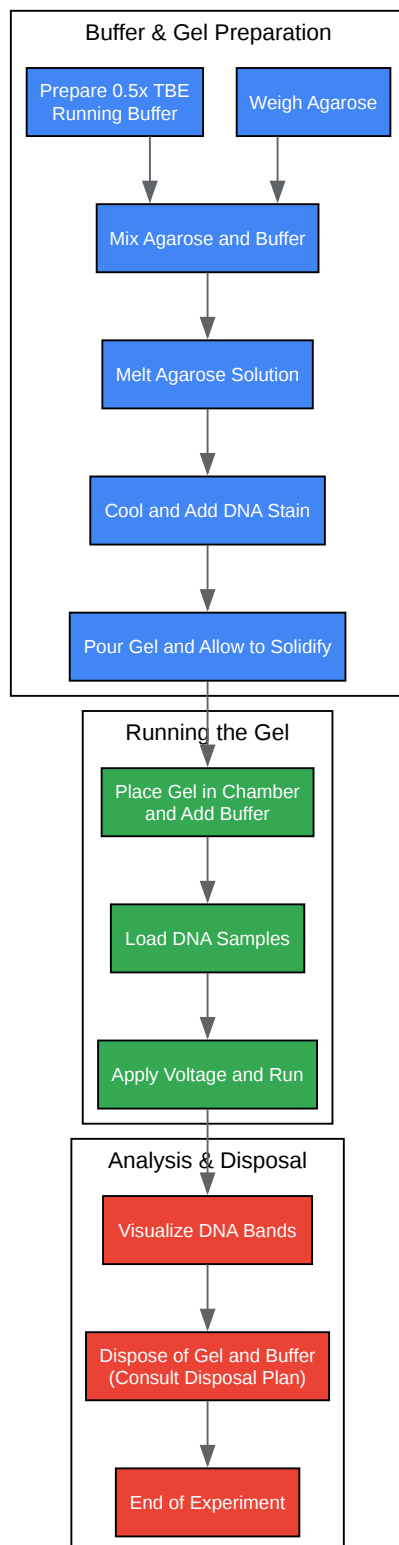 Buffer & Gel Preparation
Prepare 0.5x TBE
Running Buffer
Weigh Agarose
Mix Agarose and Buffer
Melt Agarose Solution
Cool and Add DNA Stain
Pour Gel and Allow to Solidify
Running the Gel
Place Gel in Chamber
and Add Buffer
Load DNA Samples
Apply Voltage and Run
Analysis & Disposal
Visualize DNA Bands
Dispose of Gel and Buffer
(Consult Disposal Plan)
End of Experiment